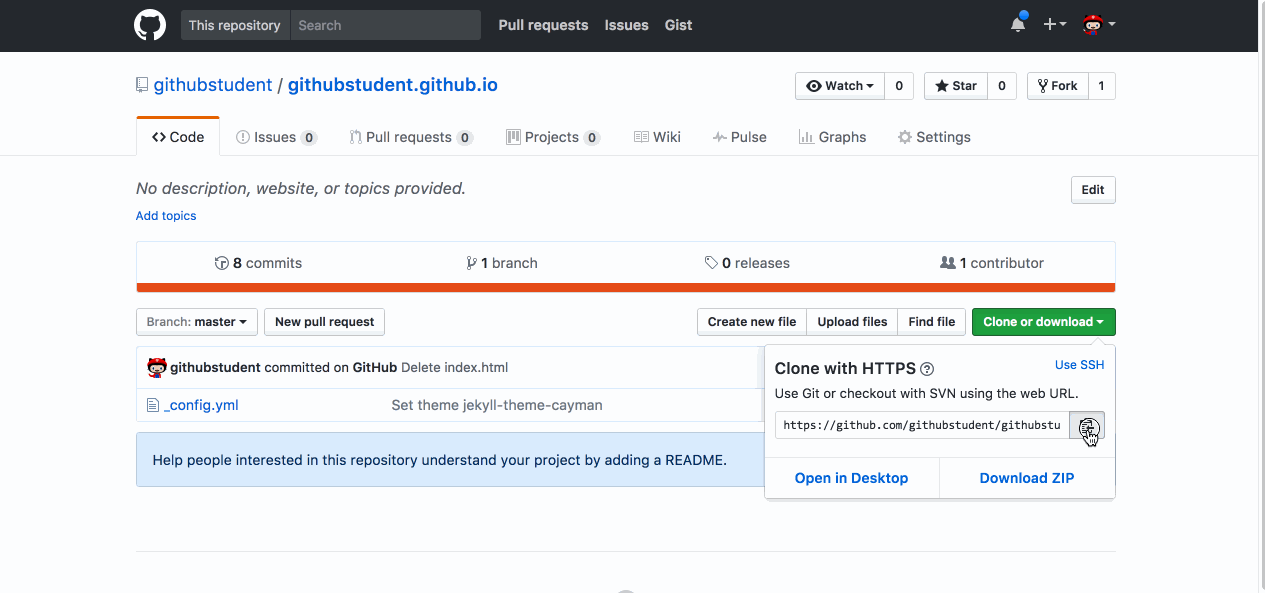 This repository Search Pull requests Issues Gist
githubstudent / githubstudent.github.io Watch 0 Star 0 Fork 1
Code Issues 0 Pull requests 0 Projects 0 Wiki Pulse Graphs Settings
No description, website, or topics provided. Edit
Add topics
8 commits 1 branch 0 releases 1 contributor
Branch: master New pull request Create new file Upload files Find file Clone or download
githubstudent committed on GitHub Delete index.html
_config.yml Set theme jekyll-theme-cayman
Help people interested in this repository understand your project by adding a README.
Clone with HTTPS ? Use SSH
Use Git or checkout with SVN using the web URL.
https://github.com/githubstudent/githubstu
Open in Desktop Download ZIP